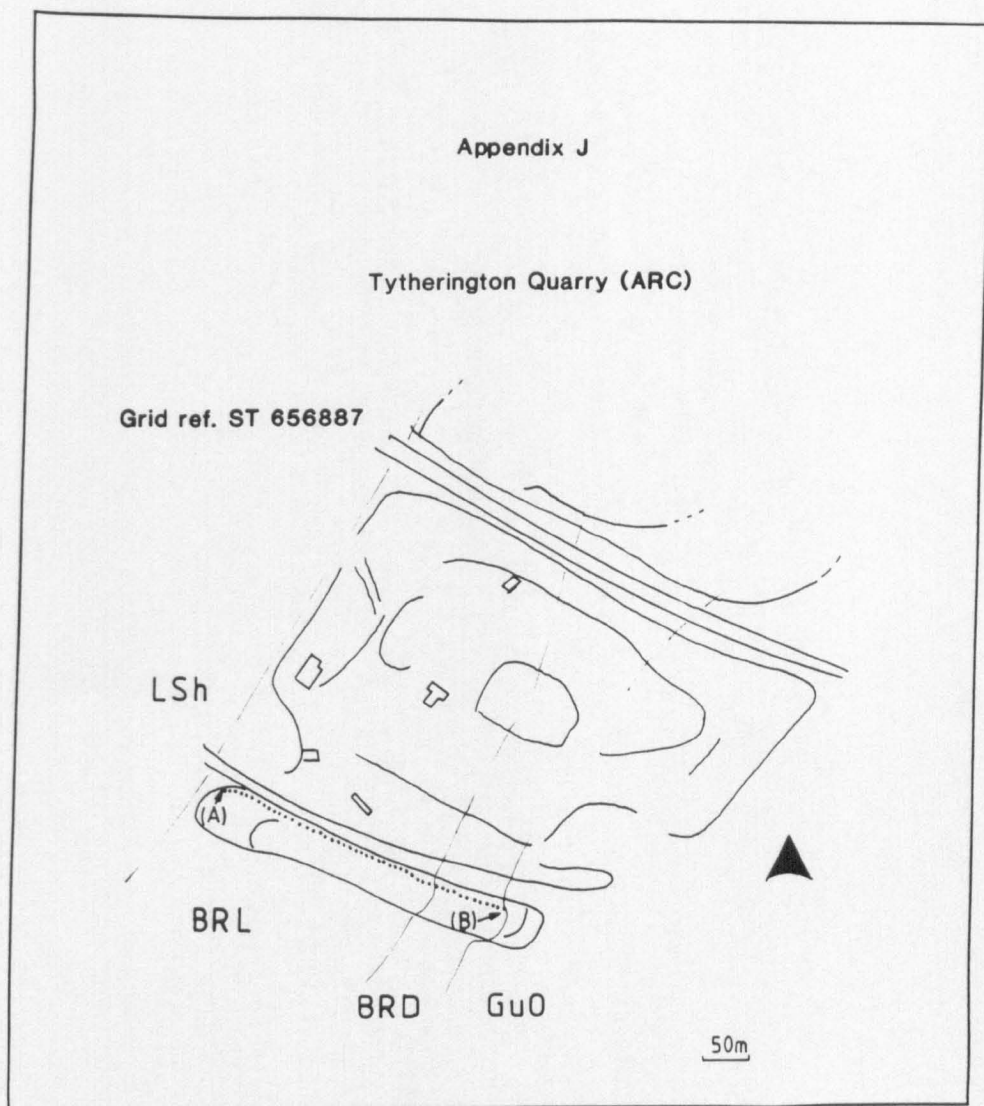 Appendix J
Tytherington Quarry (ARC)
Grid ref. ST 656887
LSh
(A)
BRL
(B)
BRD GuO
50m